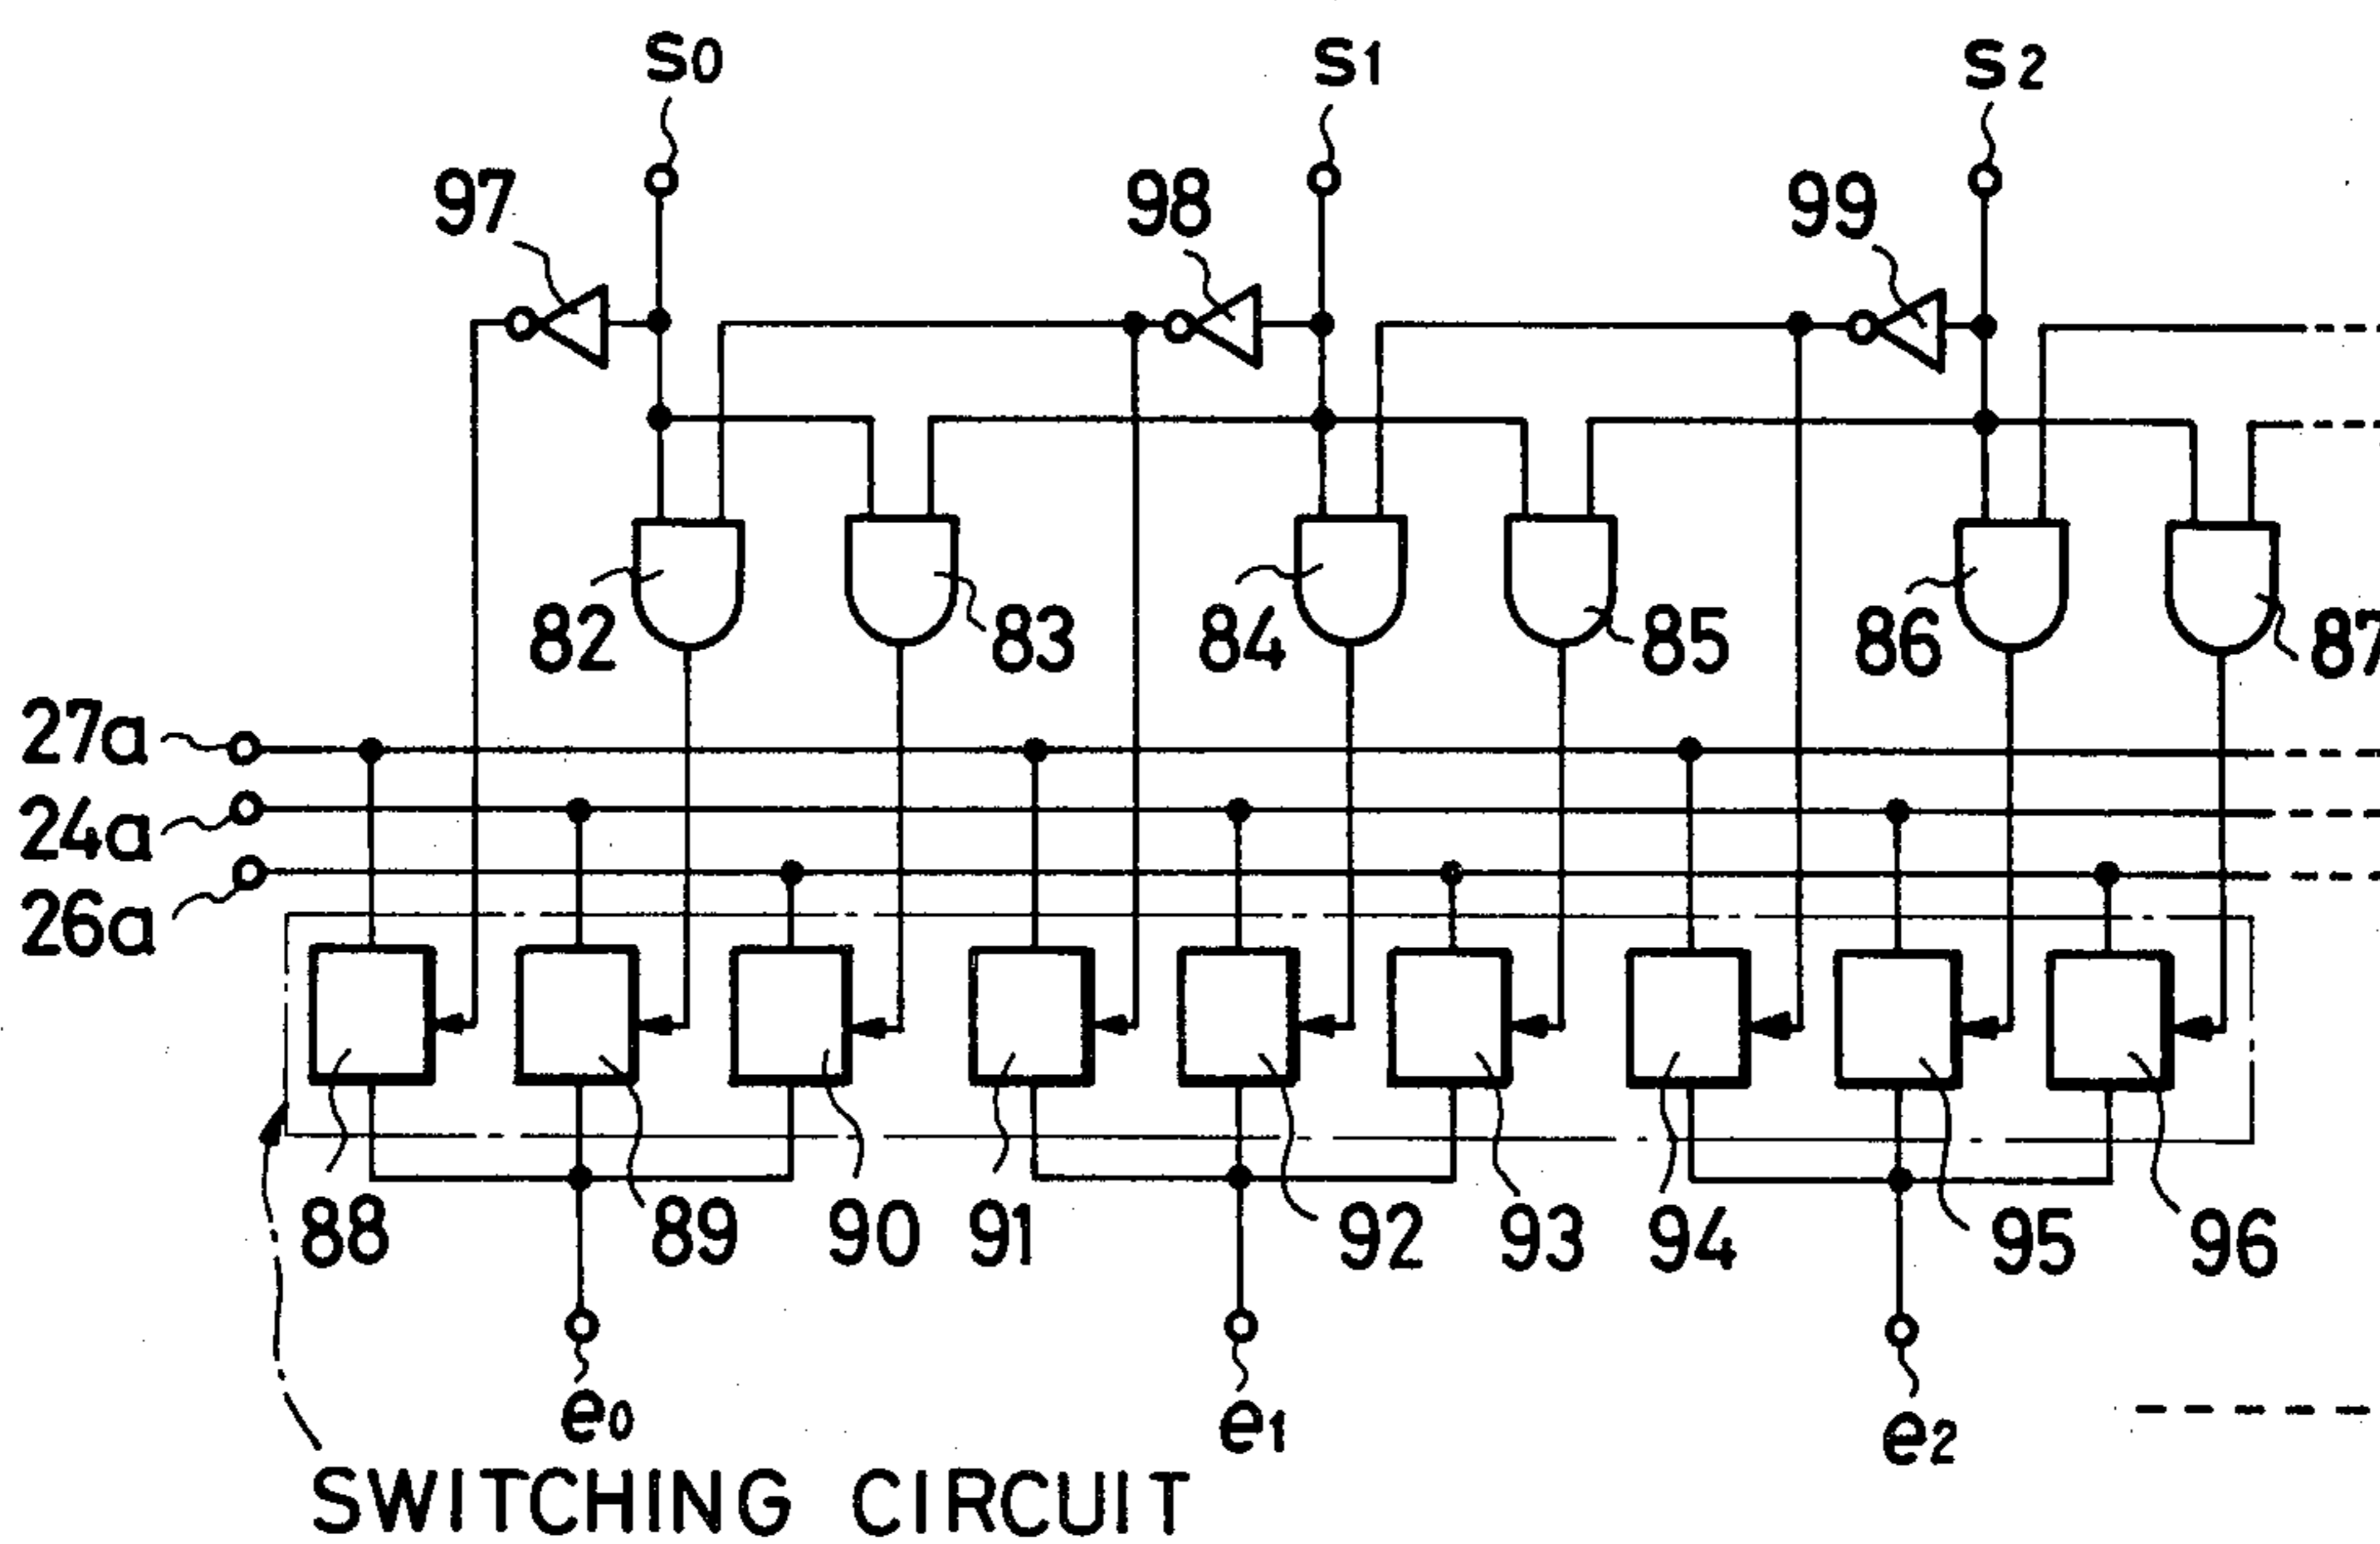 s0 s1 s2
97 98 99
82 83 84 85 86 87
27a
24a
26a
88 89 90 91 92 93 94 95 96
e0 e1 e2
SWITCHING CIRCUIT